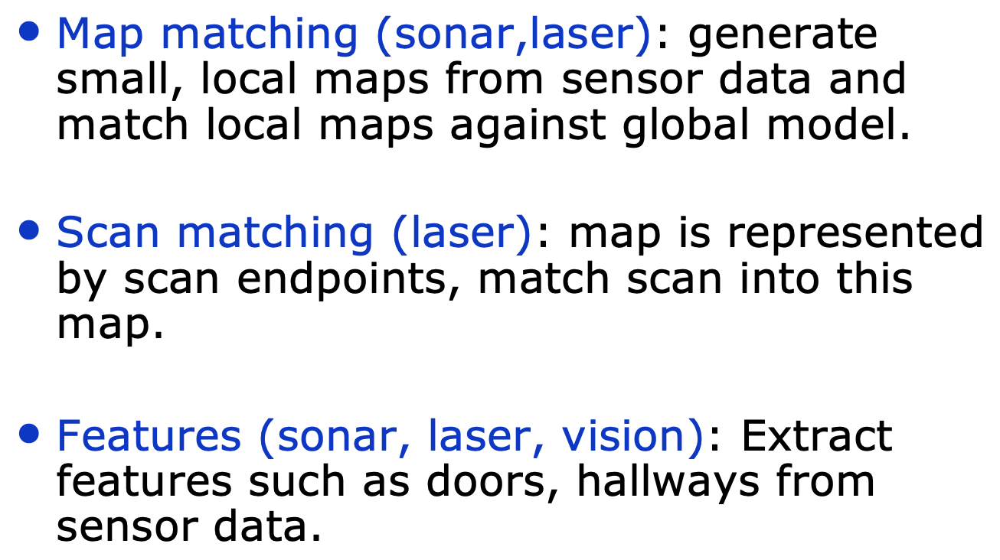 • Map matching (sonar,laser): generate
small, local maps from sensor data and
match local maps against global model.
• Scan matching (laser): map is represented
by scan endpoints, match scan into this
map.
• Features (sonar, laser, vision): Extract
features such as doors, hallways from
sensor data.